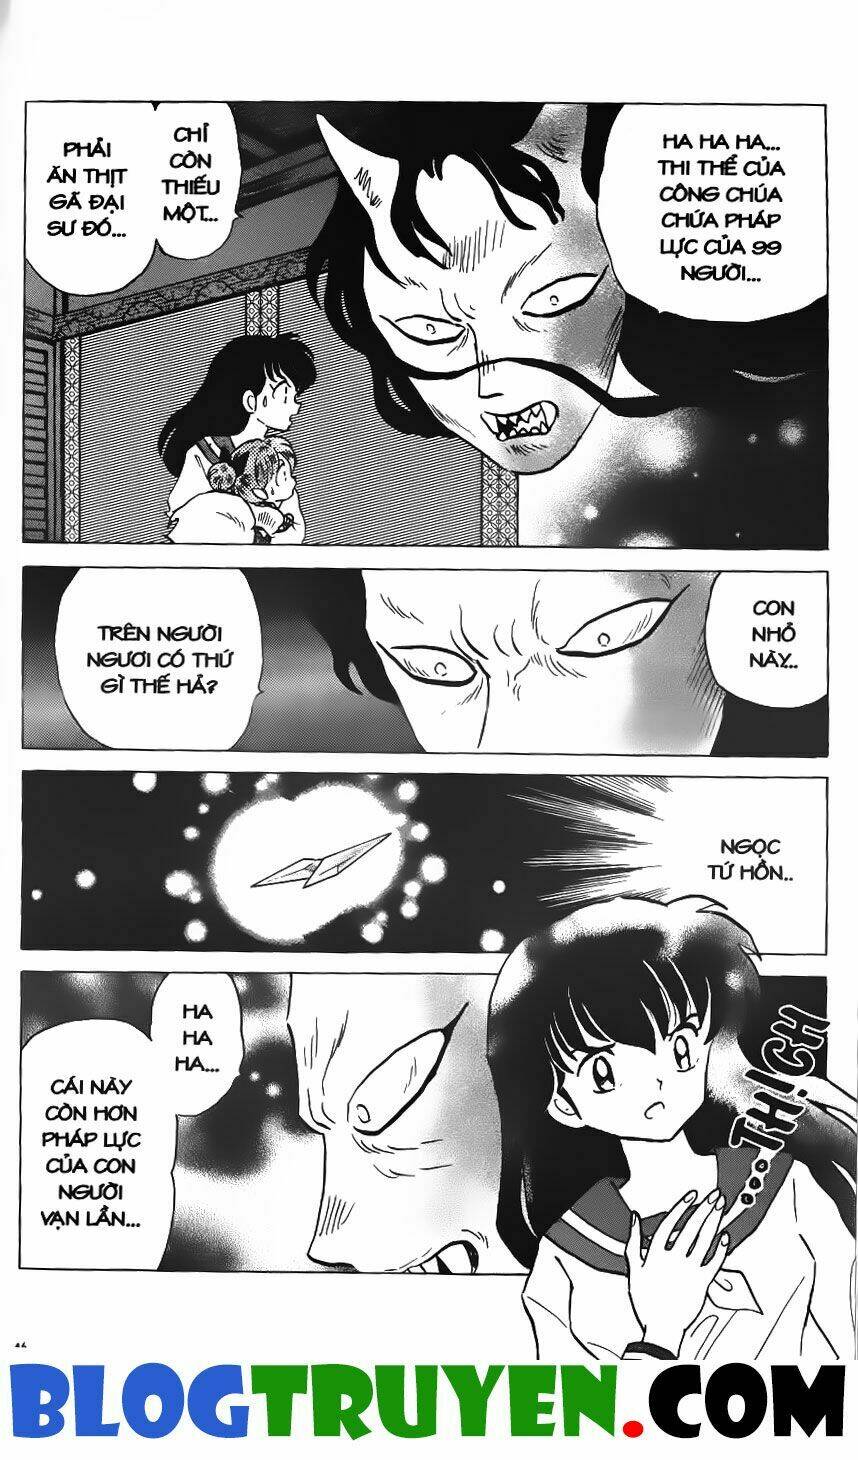 HA HA HA...
THI THỂ CỦA
CÔNG CHÚA
CHỨA PHÁP
LỰC CỦA 99
NGƯỜI...
CHỈ
CÒN
THIẾU
MỘT...
PHẢI
ĂN THỊT
GÃ ĐẠI
SƯ ĐÓ...
CON
NHỎ
NÀY...
TRÊN NGƯỜI
NGƯƠI CÓ THỨ
GÌ THẾ HẢ?
NGỌC
TỨ HỒN..
THỊCH
HA
HA
HA...
CÁI NÀY
CÒN HƠN
PHÁP LỰC
CỦA CON
NGƯỜI
VẠN LẦN...
BLOGTRUYEN.COM